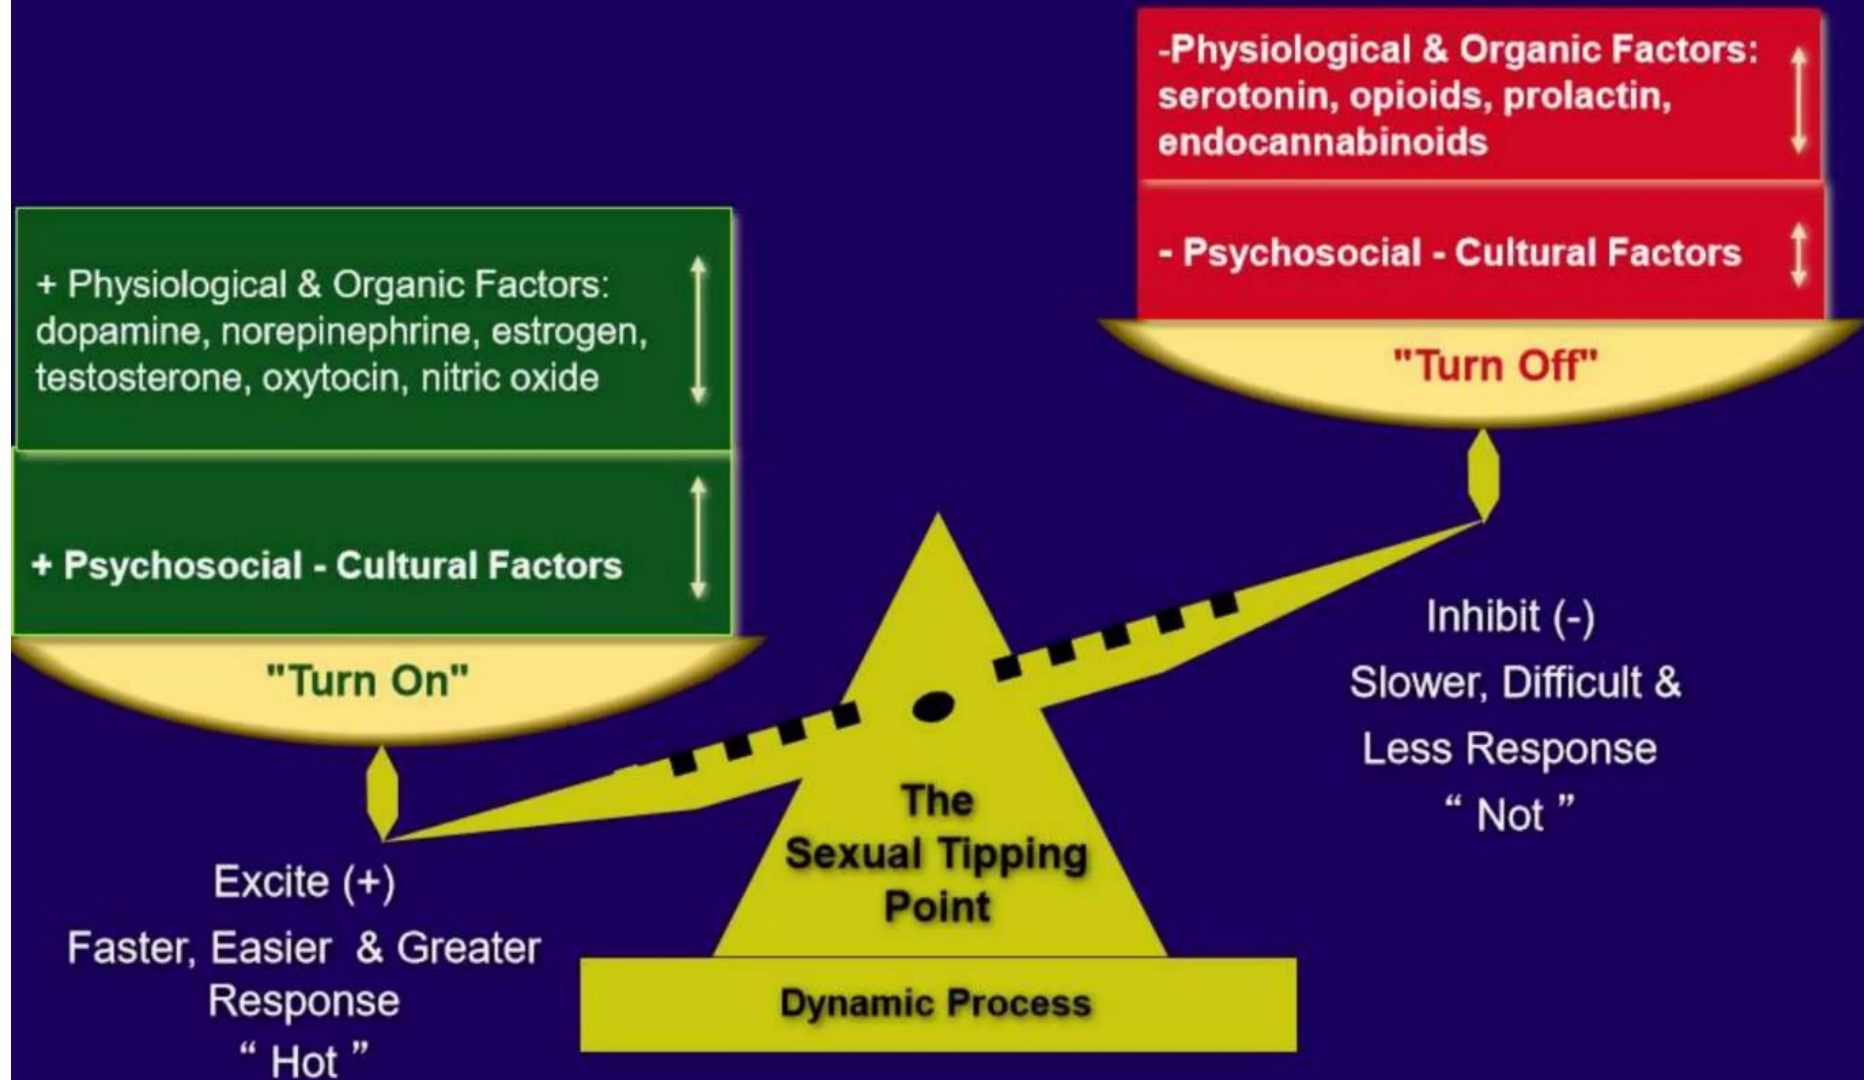 -Physiological & Organic Factors:
serotonin, opioids, prolactin,
endocannabinoids
- Psychosocial - Cultural Factors
"Turn Off"
Inhibit (-)
Slower, Difficult &
Less Response
“ Not ”
+ Physiological & Organic Factors:
dopamine, norepinephrine, estrogen,
testosterone, oxytocin, nitric oxide
+ Psychosocial - Cultural Factors
"Turn On"
Excite (+)
Faster, Easier & Greater
Response
“ Hot ”
The
Sexual Tipping
Point
Dynamic Process